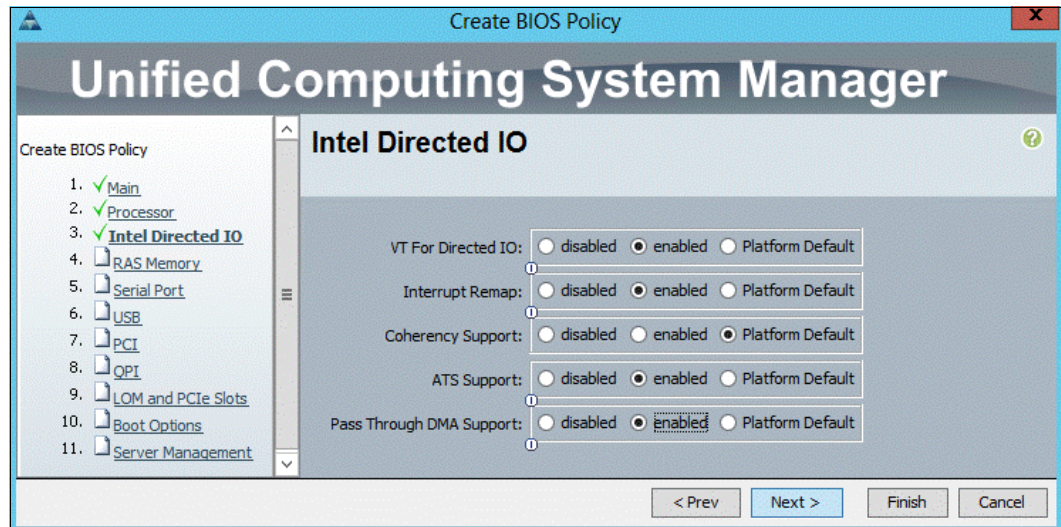 Create BIOS Policy
X
Unified Computing System Manager
Create BIOS Policy
1. Main
2. Processor
3. Intel Directed IO
4. RAS Memory
5. Serial Port
6. USB
7. PCI
8. QPI
9. LOM and PCIe Slots
10. Boot Options
11. Server Management
Intel Directed IO
?
VT For Directed IO: disabled enabled Platform Default
Interrupt Remap: disabled enabled Platform Default
Coherency Support: disabled enabled Platform Default
ATS Support: disabled enabled Platform Default
Pass Through DMA Support: disabled enabled Platform Default
< Prev Next > Finish Cancel